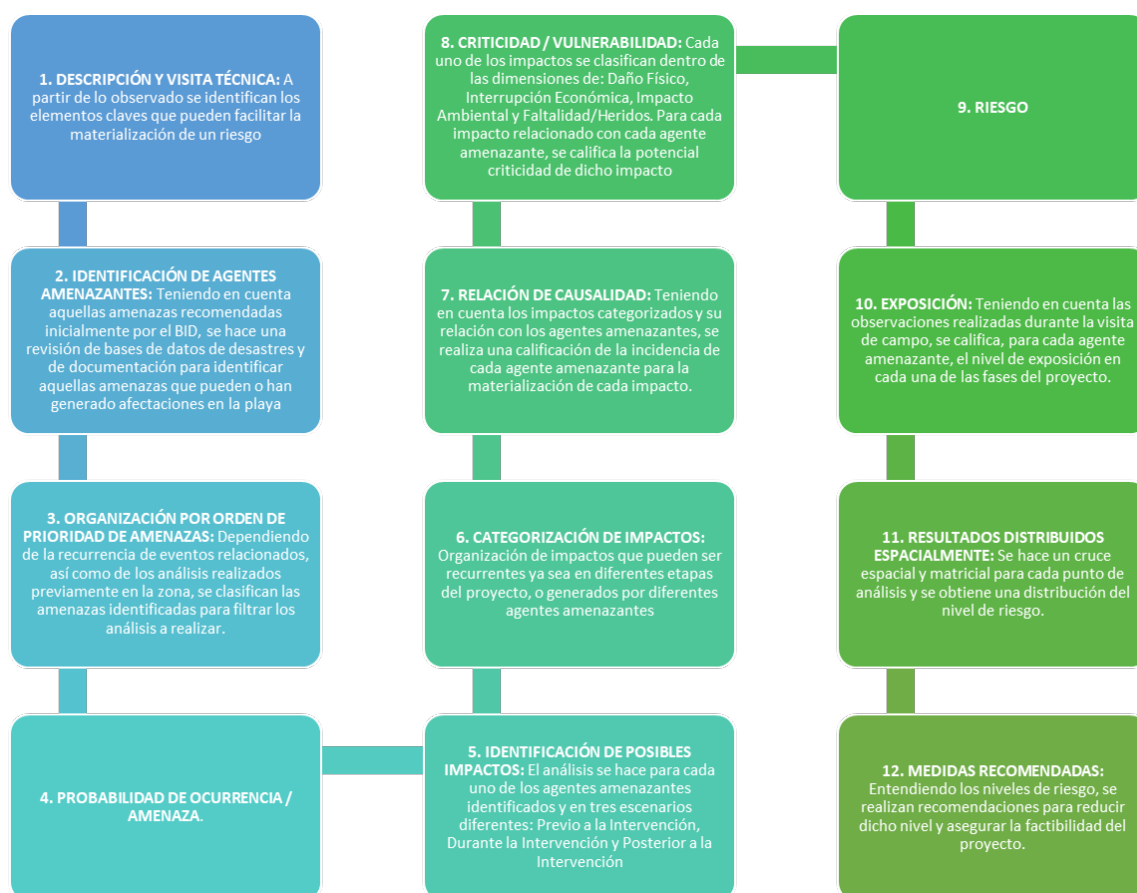 1. DESCRIPCIÓN Y VISITA TÉCNICA: A
partir de lo observado se identifican los
elementos claves que pueden facilitar la
materialización de un riesgo
2. IDENTIFICACIÓN DE AGENTES
AMENAZANTES: Teniendo en cuenta
aquellas amenazas recomendadas
inicialmente por el BID, se hace una
revisión de bases de datos de desastres y
de documentación para identificar
aquellas amenazas que pueden o han
generado afectaciones en la playa
3. ORGANIZACIÓN POR ORDEN DE
PRIORIDAD DE AMENAZAS: Dependiendo
de la recurrencia de eventos relacionados,
así como de los análisis realizados
previamente en la zona, se clasifican las
amenazas identificadas para filtrar los
análisis a realizar.
4. PROBABILIDAD DE OCURRENCIA /
AMENAZA.
5. IDENTIFICACIÓN DE POSIBLES
IMPACTOS: El análisis se hace para cada
uno de los agentes amenazantes
identificados y en tres escenarios
diferentes: Previo a la Intervención,
Durante la Intervención y Posterior a la
Intervención
6. CATEGORIZACIÓN DE IMPACTOS:
Organización de impactos que pueden ser
recurrentes ya sea en diferentes etapas
del proyecto, o generados por diferentes
agentes amenazantes
7. RELACIÓN DE CAUSALIDAD: Teniendo
en cuenta los impactos categorizados y su
relación con los agentes amenazantes, se
realiza una calificación de la incidencia de
cada agente amenazante para la
materialización de cada impacto.
8. CRITICIDAD / VULNERABILIDAD: Cada
uno de los impactos se clasifican dentro de
las dimensiones de: Daño Físico,
Interrupción Económica, Impacto
Ambiental y Faltalidad/Heridos. Para cada
impacto relacionado con cada agente
amenazante, se califica la potencial
criticidad de dicho impacto
9. RIESGO
10. EXPOSICIÓN: Teniendo en cuenta las
observaciones realizadas durante la visita
de campo, se califica, para cada agente
amenazante, el nivel de exposición en
cada una de las fases del proyecto.
11. RESULTADOS DISTRIBUIDOS
ESPACIALMENTE: Se hace un cruce
espacial y matricial para cada punto de
análisis y se obtiene una distribución del
nivel de riesgo.
12. MEDIDAS RECOMENDADAS:
Entendiendo los niveles de riesgo, se
realizan recomendaciones para reducir
dicho nivel y asegurar la factibilidad del
proyecto.